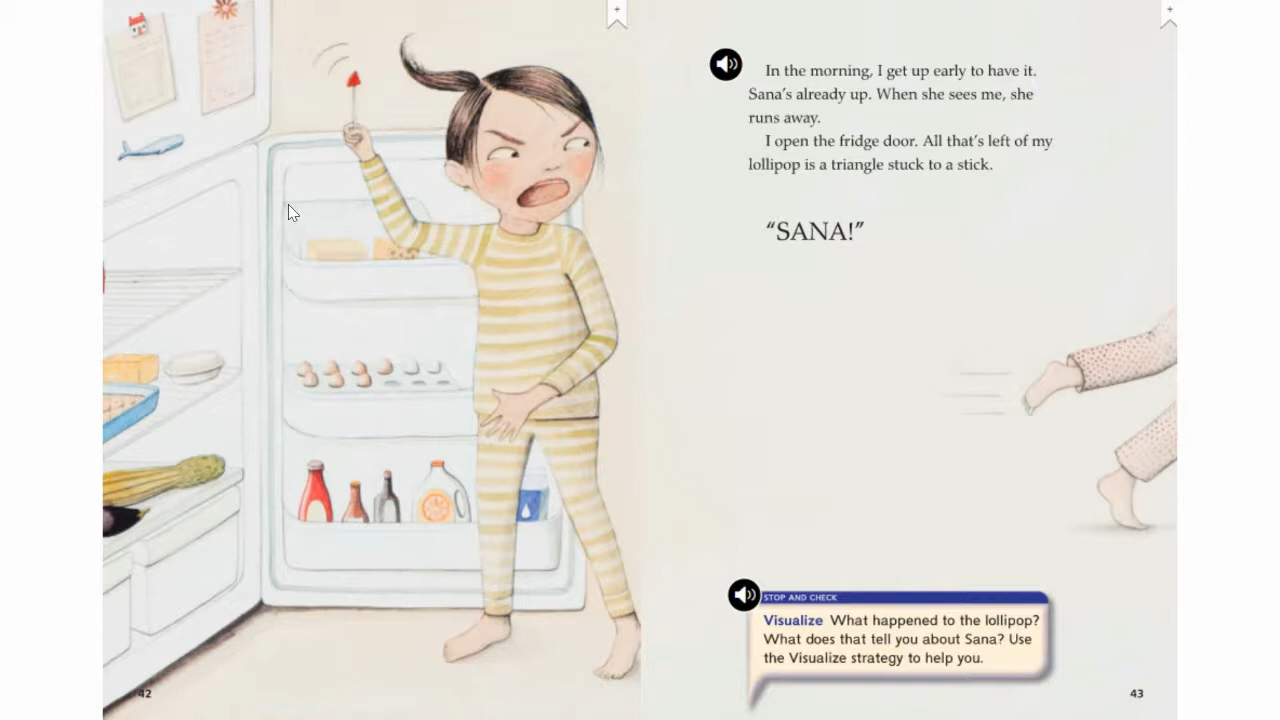 In the morning, I get up early to have it.
Sana's already up. When she sees me, she
runs away.
I open the fridge door. All that's left of my
lollipop is a triangle stuck to a stick.
"SANA!"
STOP AND CHECK
Visualize What happened to the lollipop?
What does that tell you about Sana? Use
the Visualize strategy to help you.
42
43